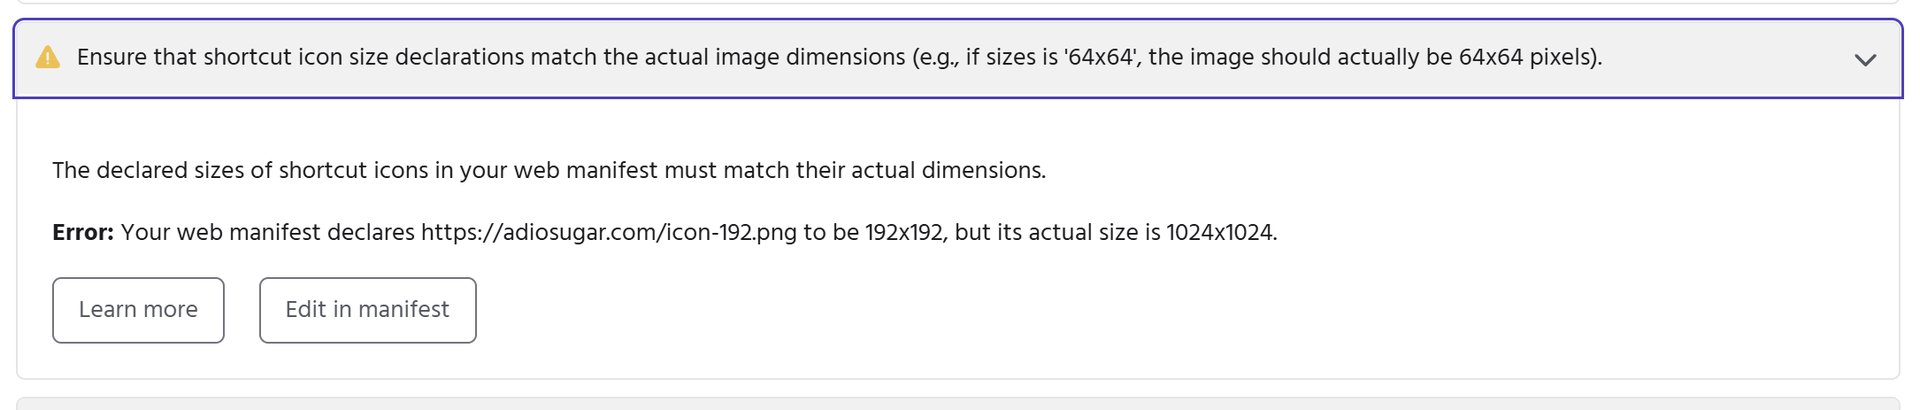 Ensure that shortcut icon size declarations match the actual image dimensions (e.g., if sizes is '64x64', the image should actually be 64x64 pixels).
The declared sizes of shortcut icons in your web manifest must match their actual dimensions.
Error: Your web manifest declares https://adiosugar.com/icon-192.png to be 192x192, but its actual size is 1024x1024.
Learn more
Edit in manifest